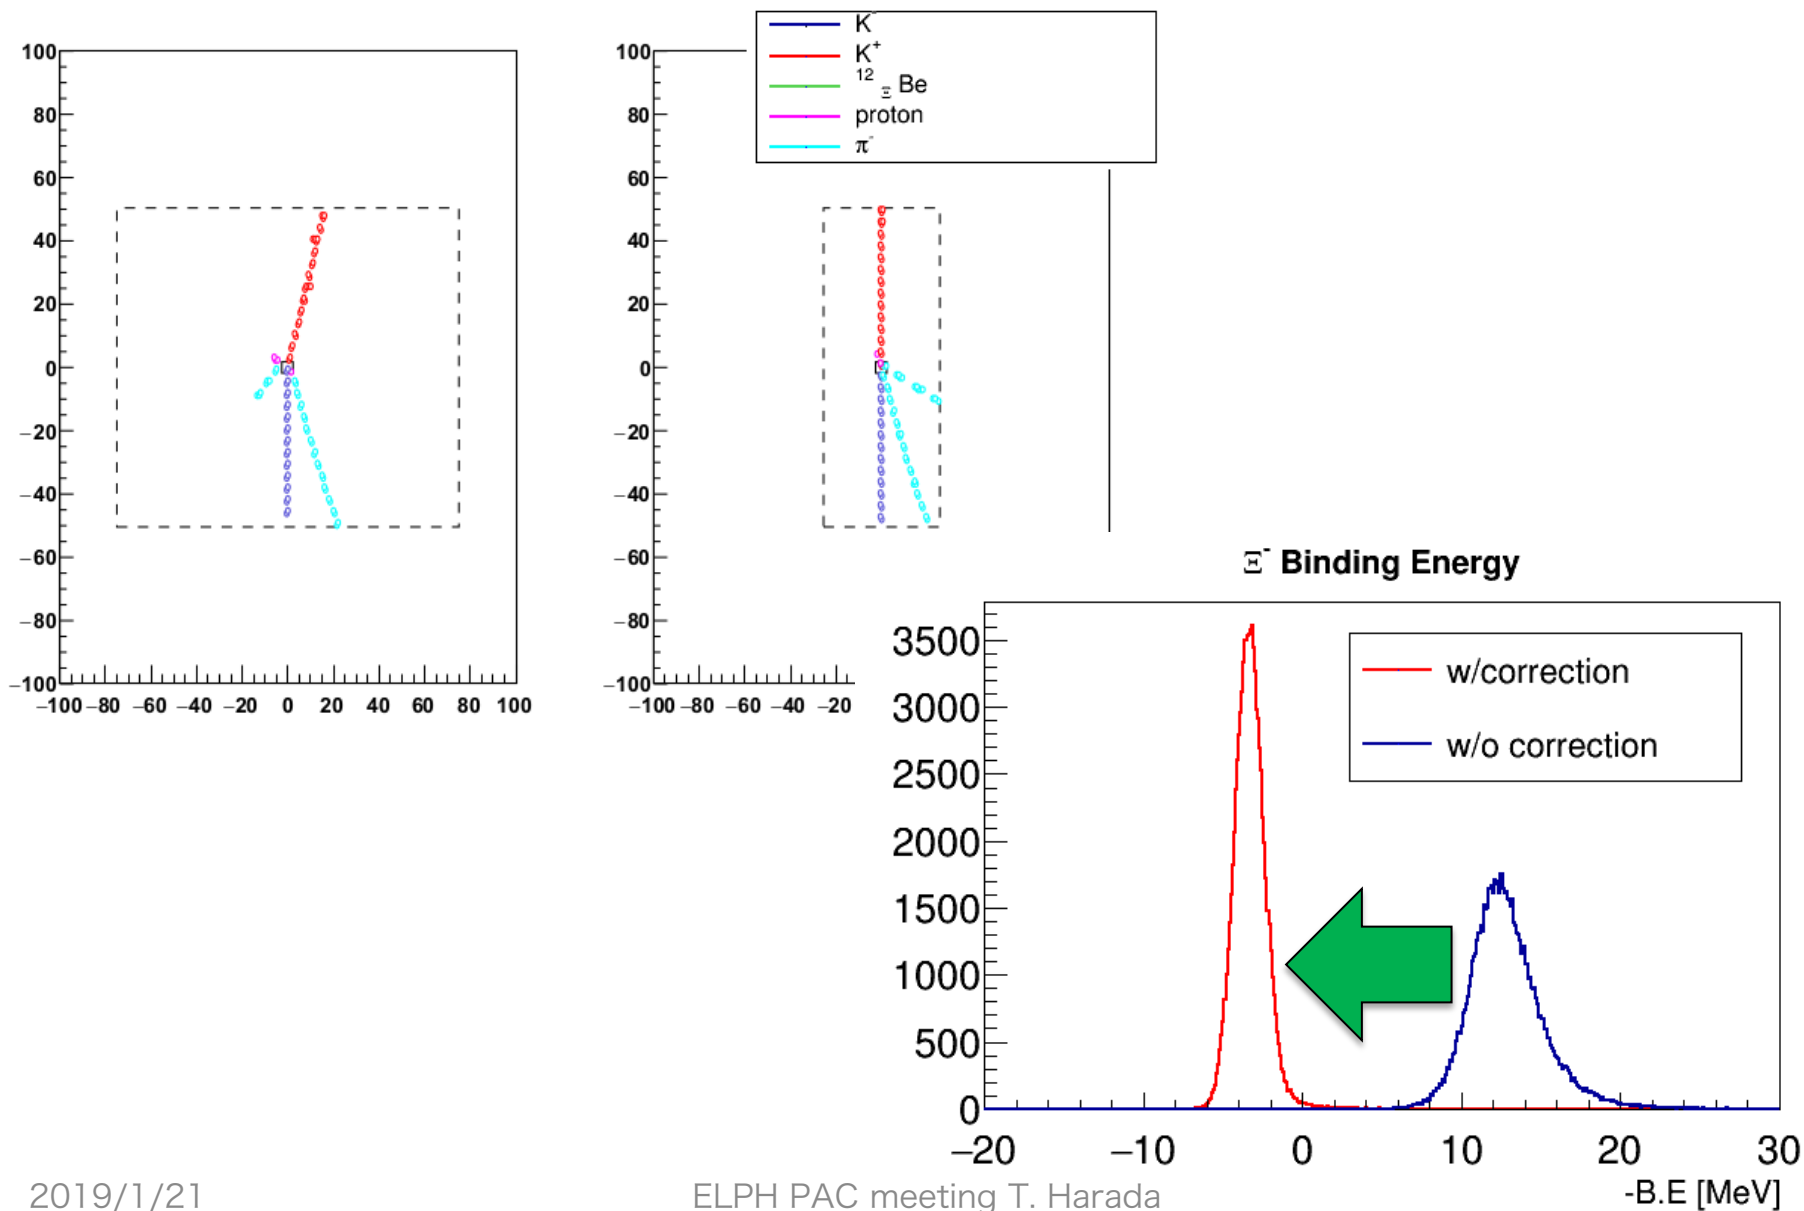 K⁻
K⁺
¹²_Ξ Be
proton
π⁻
100
80
60
40
20
0
−20
−40
−60
−80
−100
−100 −80 −60 −40 −20 0 20 40 60 80 100
100
80
60
40
20
0
−20
−40
−60
−80
−100
−100 −80 −60 −40 −20
Ξ⁻ Binding Energy
3500
3000
2500
2000
1500
1000
500
0
w/correction
w/o correction
−20 −10 0 10 20 30
-B.E [MeV]
2019/1/21
ELPH PAC meeting T. Harada